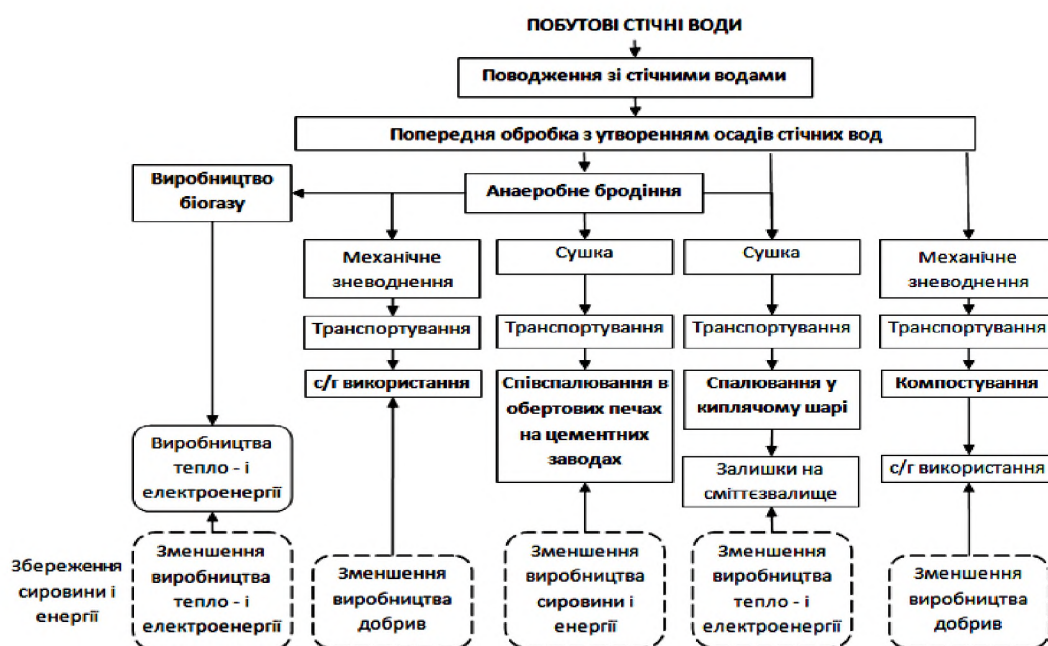 ПОБУТОВІ СТІЧНІ ВОДИ
Поводження зі стічними водами
Попередня обробка з утворенням осадів стічних вод
Виробництво
біогазу
Анаеробне бродіння
Механічне
зневоднення
Сушка
Сушка
Механічне
зневоднення
Транспортування
Транспортування
Транспортування
Транспортування
с/г використання
Співспалювання в
обертових печах
на цементних
заводах
Спалювання у
киплячому шарі
Компостування
Виробництва
тепло - і
електроенергії
Залишки на
сміттєзвалище
с/г використання
Збереження
сировини і
енергії
Зменшення
виробництва
тепло - і
електроенергії
Зменшення
виробництва
добрив
Зменшення
виробництва
сировини і
енергії
Зменшення
виробництва
тепло - і
електроенергії
Зменшення
виробництва
добрив